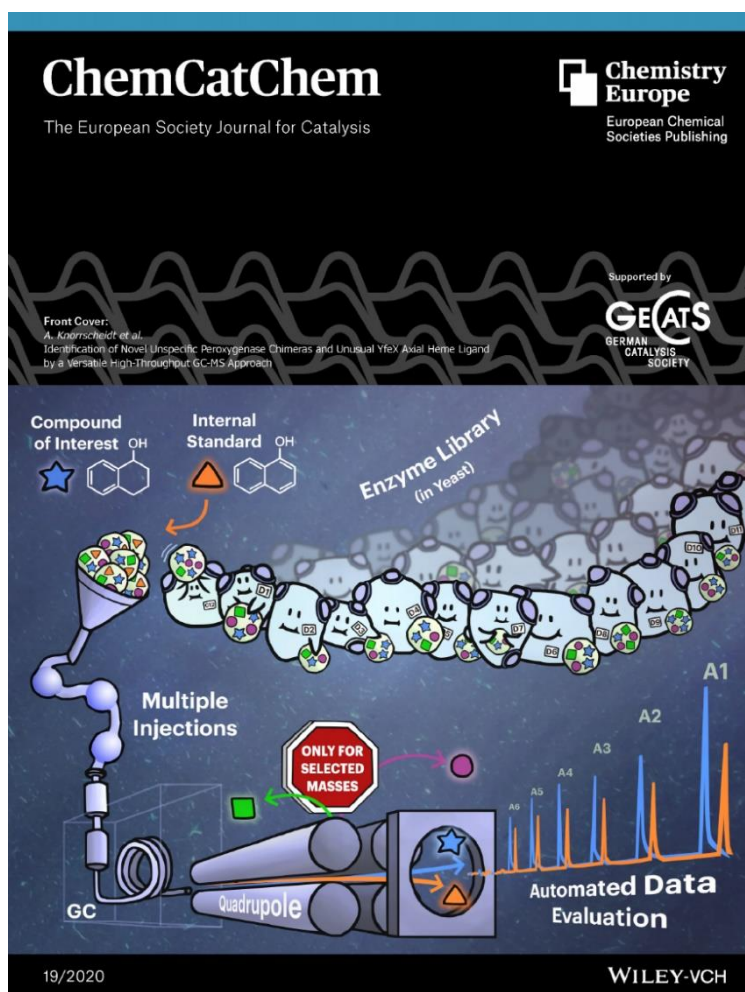 ChemCatChem
The European Society Journal for Catalysis
Chemistry
Europe
European Chemical
Societies Publishing
Supported by
GECATS
GERMAN
CATALYSIS
SOCIETY
Front Cover:
A. Knorrscheidt et al.
Identification of Novel Unspecific Peroxygenase Chimeras and Unusual YfeX Axial Heme Ligand
by a Versatile High-Throughput GC-MS Approach
Compound
of Interest
OH
Internal
Standard
OH
Enzyme Library
(in Yeast)
C12
D1
D2
D3
D4
D7
D6
D8
D9
D10
D11
Multiple
Injections
ONLY FOR
SELECTED
MASSES
GC
Quadrupole
A6
A5
A4
A3
A2
A1
Automated Data
Evaluation
19/2020
WILEY-VCH